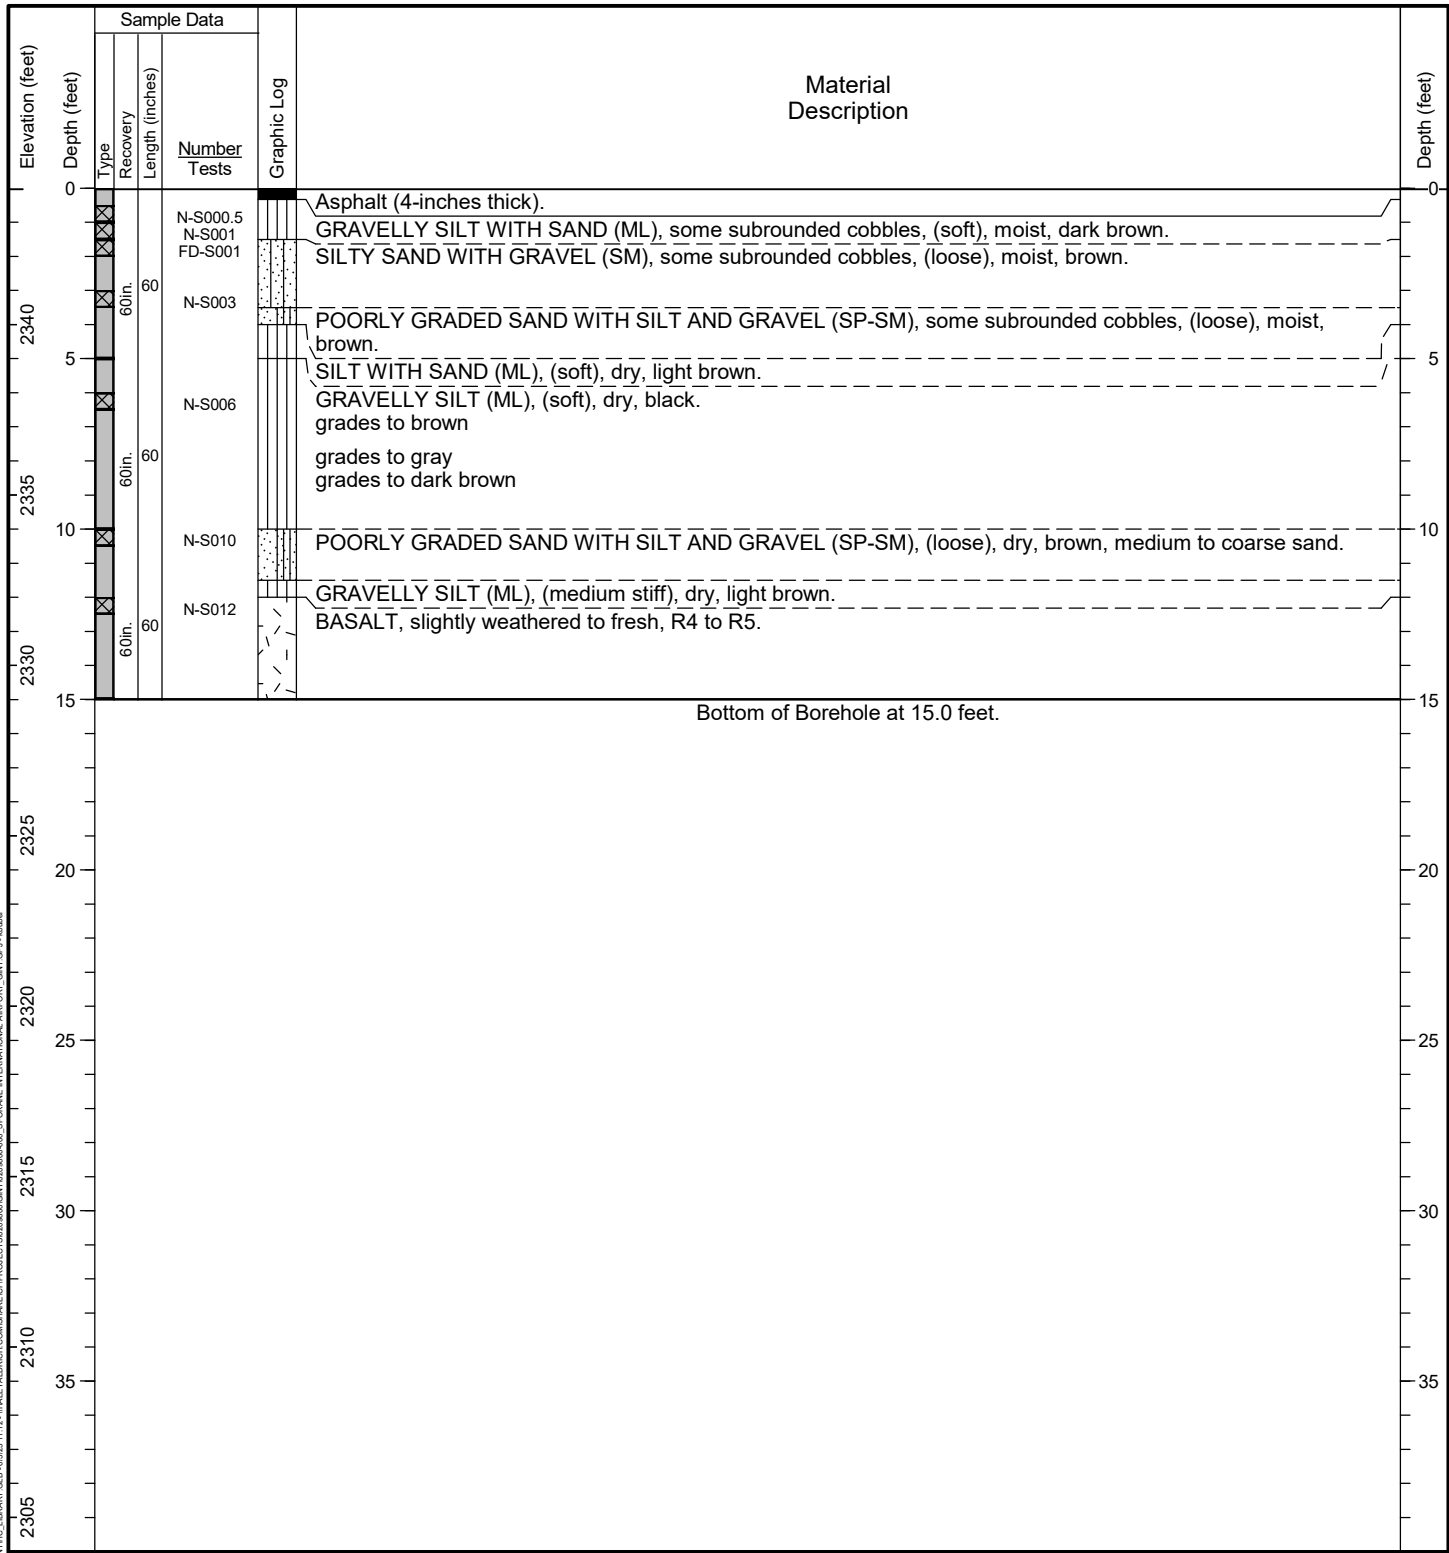 Sample Data
Elevation (feet)
Depth (feet)
Type
Recovery
Length (inches)
Number
Tests
Graphic Log
Material
Description
Depth (feet)
0
Asphalt (4-inches thick).
0
N-S000.5
N-S001
GRAVELLY SILT WITH SAND (ML), some subrounded cobbles, (soft), moist, dark brown.
FD-S001
SILTY SAND WITH GRAVEL (SM), some subrounded cobbles, (loose), moist, brown.
60in.
60
N-S003
2340
POORLY GRADED SAND WITH SILT AND GRAVEL (SP-SM), some subrounded cobbles, (loose), moist,
brown.
5
5
SILT WITH SAND (ML), (soft), dry, light brown.
N-S006
GRAVELLY SILT (ML), (soft), dry, black.
grades to brown
60in.
60
grades to gray
grades to dark brown
2335
10
10
N-S010
POORLY GRADED SAND WITH SILT AND GRAVEL (SP-SM), (loose), dry, brown, medium to coarse sand.
GRAVELLY SILT (ML), (medium stiff), dry, light brown.
N-S012
60in.
60
BASALT, slightly weathered to fresh, R4 to R5.
2330
15
15
Bottom of Borehole at 15.0 feet.
2325
20
20
2320
25
25
2315
30
30
2310
35
35
2305